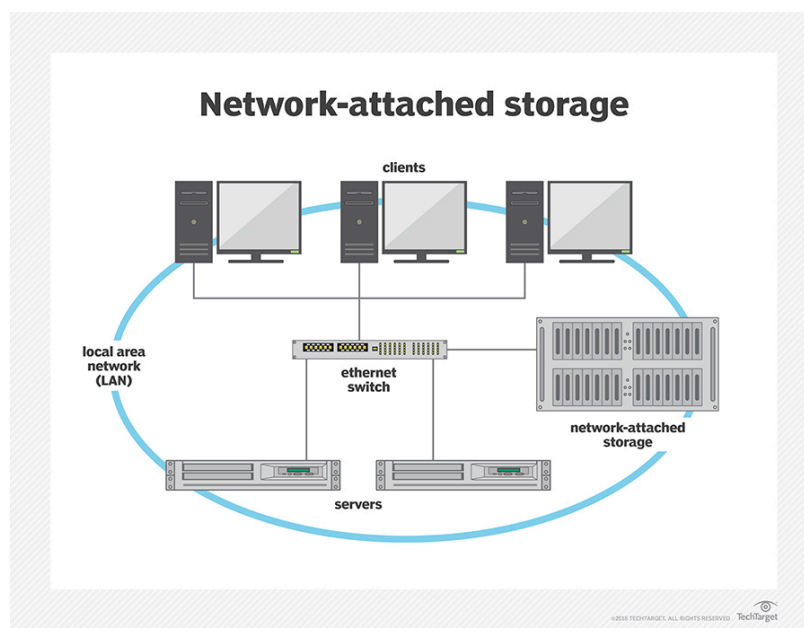 Network-attached storage
clients
local area
network
(LAN)
ethernet
switch
network-attached
storage
servers
©2018 TECHTARGET. ALL RIGHTS RESERVED
TechTarget